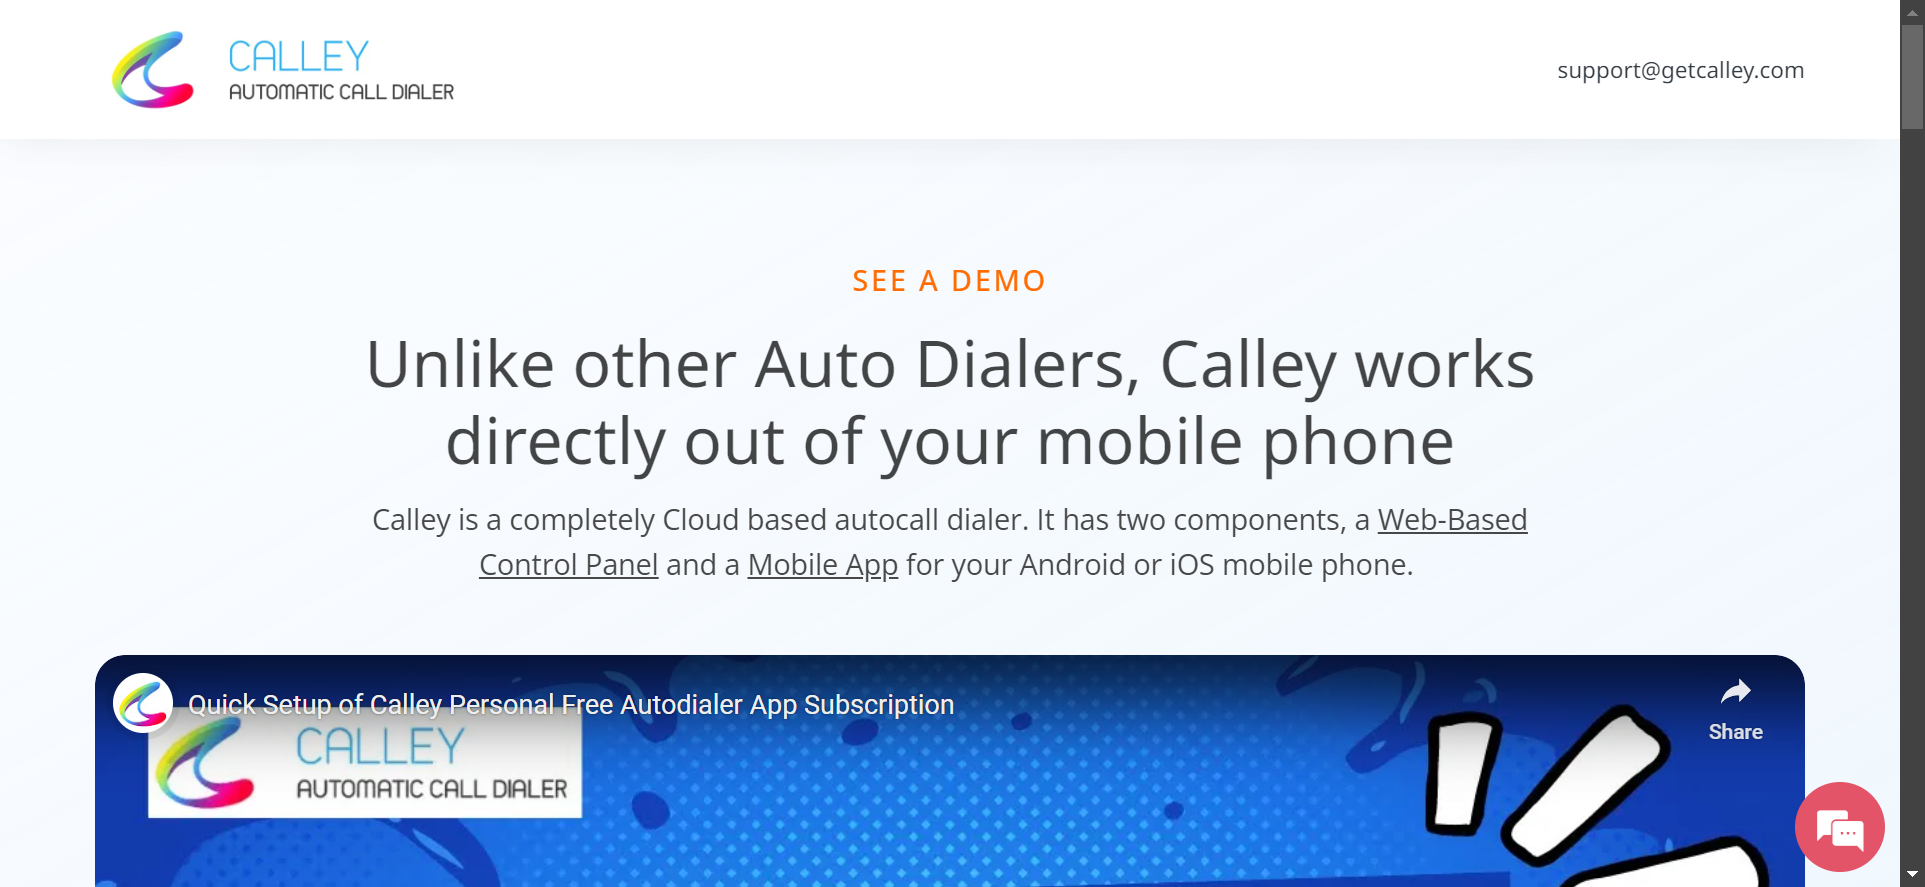 CALLEY
AUTOMATIC CALL DIALER
support@getcalley.com
SEE A DEMO
Unlike other Auto Dialers, Calley works
directly out of your mobile phone
Calley is a completely Cloud based autocall dialer. It has two components, a Web-Based
Control Panel and a Mobile App for your Android or iOS mobile phone.
Quick Setup of Calley Personal Free Autodialer App Subscription
Share
CALLEY
AUTOMATIC CALL DIALER